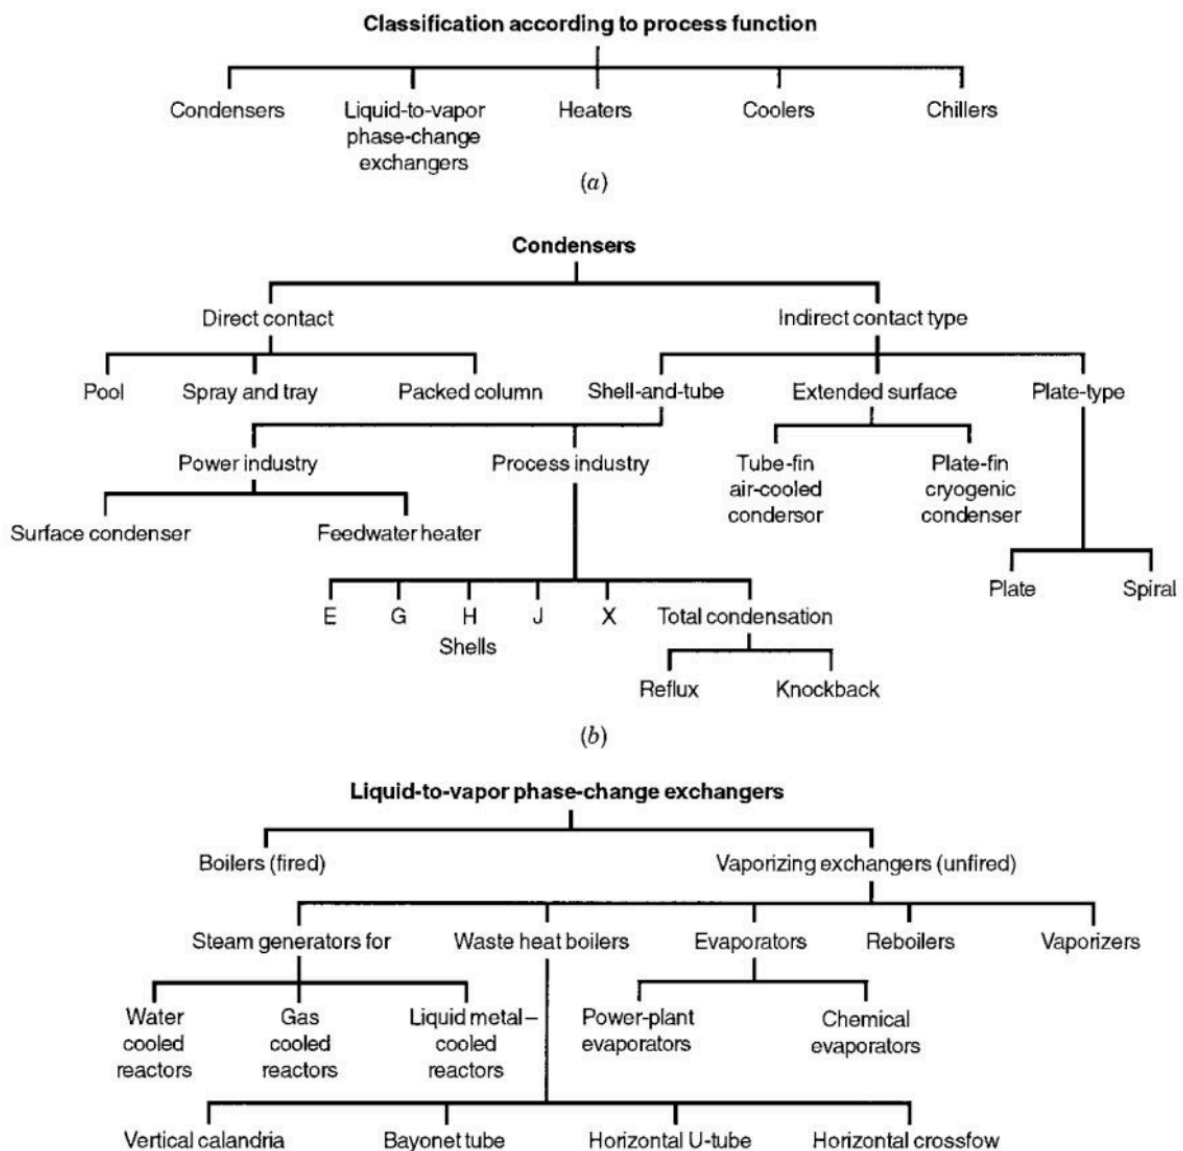 Classification according to process function
Condensers
Liquid-to-vapor
phase-change
exchangers
Heaters
Coolers
Chillers
(a)
Condensers
Direct contact
Indirect contact type
Pool
Spray and tray
Packed column
Shell-and-tube
Extended surface
Plate-type
Power industry
Process industry
Tube-fin
air-cooled
condersor
Plate-fin
cryogenic
condenser
Surface condenser
Feedwater heater
Plate
Spiral
E
G
H
J
X
Shells
Total condensation
Reflux
Knockback
(b)
Liquid-to-vapor phase-change exchangers
Boilers (fired)
Vaporizing exchangers (unfired)
Steam generators for
Waste heat boilers
Evaporators
Reboilers
Vaporizers
Water
cooled
reactors
Gas
cooled
reactors
Liquid metal–
cooled
reactors
Power-plant
evaporators
Chemical
evaporators
Vertical calandria
Bayonet tube
Horizontal U-tube
Horizontal crossfow